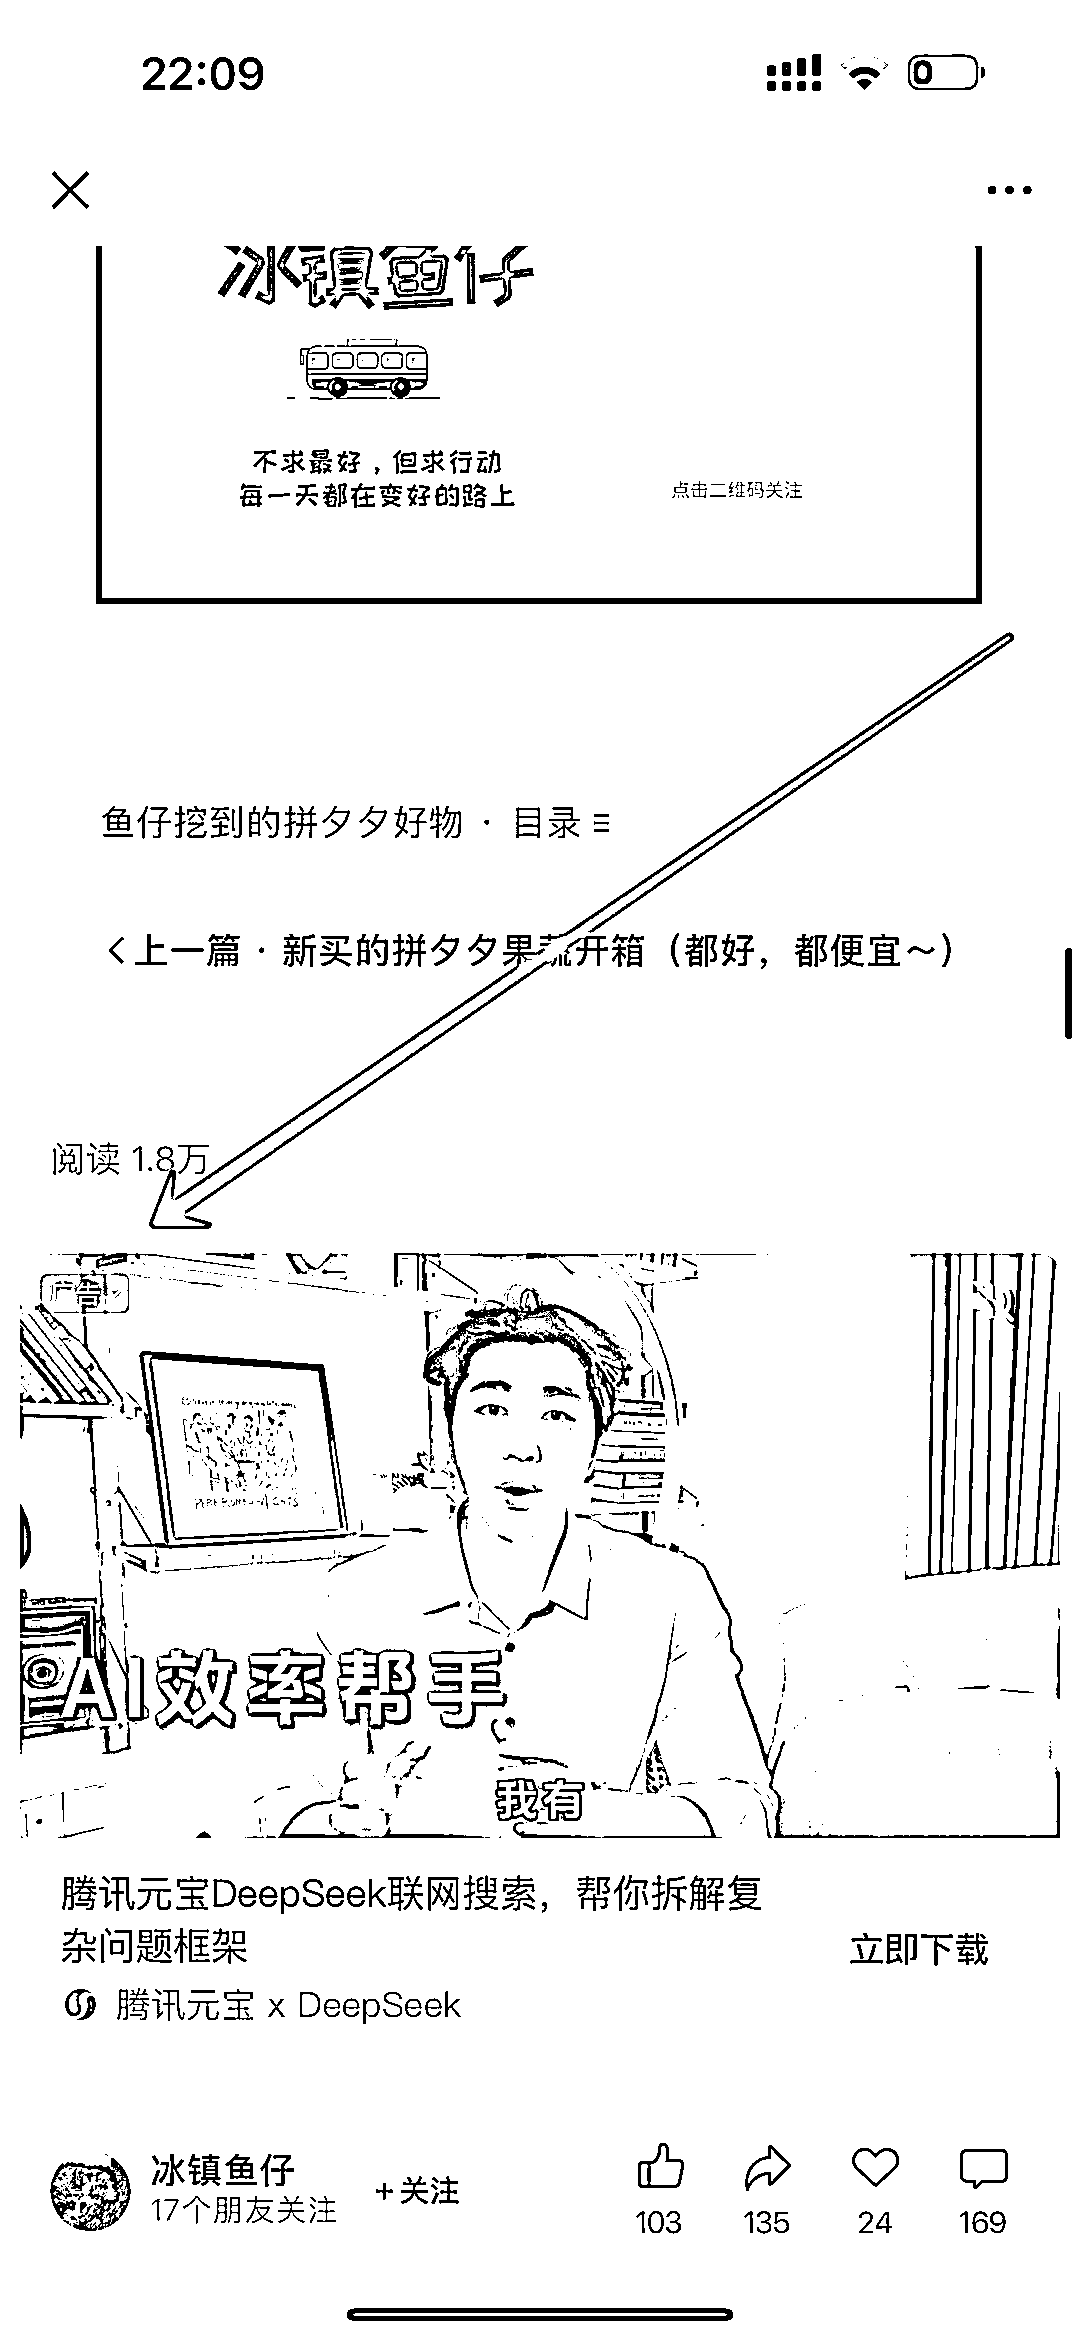 22:09
冰镇鱼仔
不求最好，但求行动
每一天都在变好的路上
点击二维码关注
鱼仔挖到的拼夕夕好物 · 目录
上一篇 · 新买的拼夕夕果蔬开箱（都好，都便宜～）
阅读 1.8万
广告
AI效率帮手
我有
腾讯元宝DeepSeek联网搜索，帮你拆解复
杂问题框架
立即下载
腾讯元宝 x DeepSeek
冰镇鱼仔
17个朋友关注
+关注
103 135 24 169